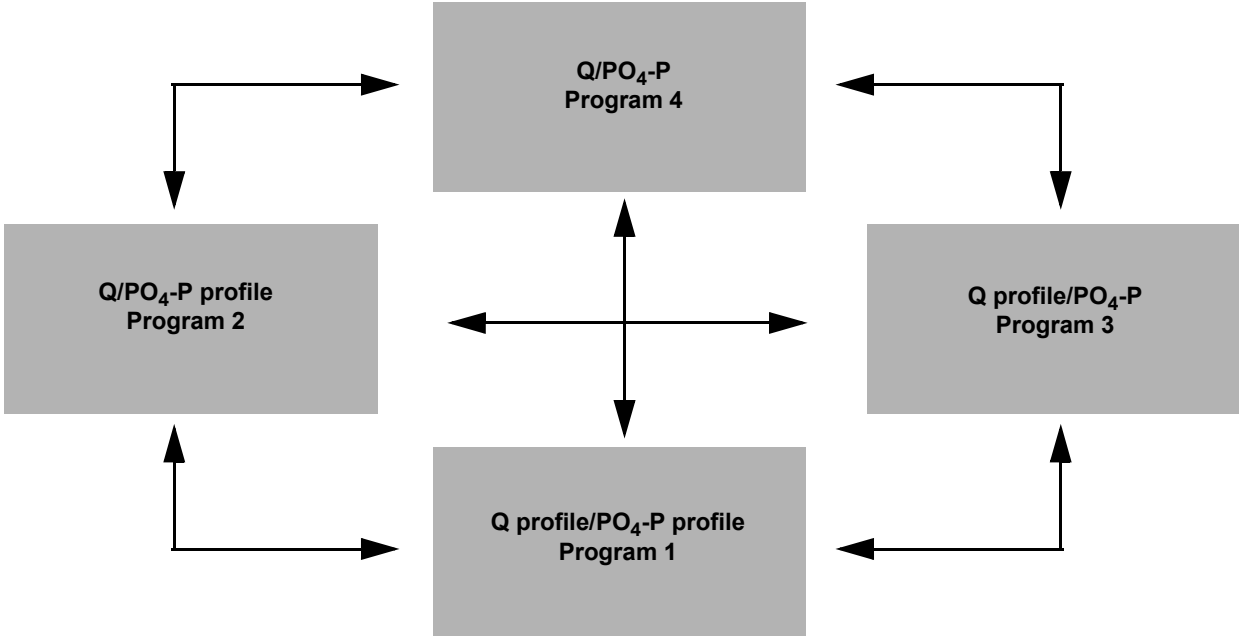 Q/PO₄-P
Program 4
Q/PO₄-P profile
Program 2
Q profile/PO₄-P
Program 3
Q profile/PO₄-P profile
Program 1